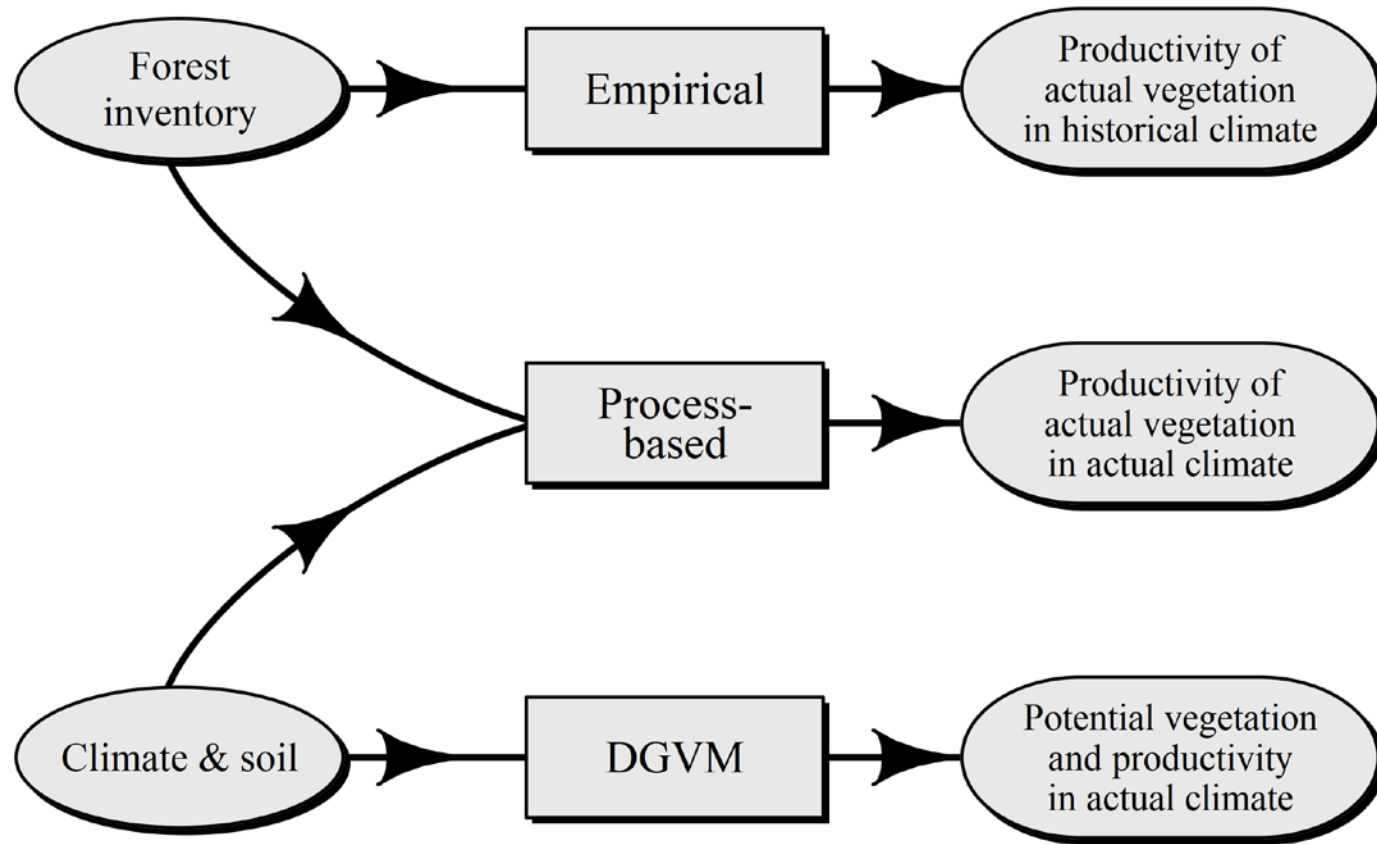 Forest
inventory
Empirical
Productivity of
actual vegetation
in historical climate
Process-
based
Productivity of
actual vegetation
in actual climate
Climate & soil
DGVM
Potential vegetation
and productivity
in actual climate